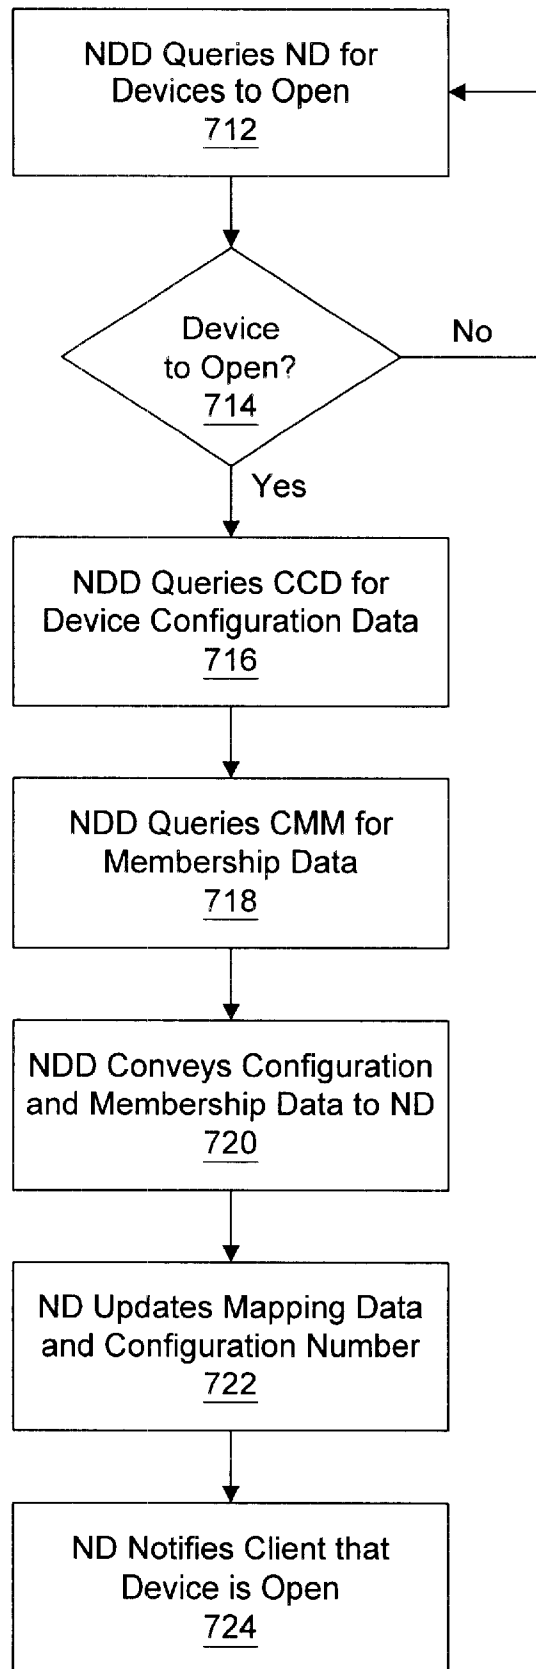 NDD Queries ND for
Devices to Open
712
Device
to Open?
714
No
Yes
NDD Queries CCD for
Device Configuration Data
716
NDD Queries CMM for
Membership Data
718
NDD Conveys Configuration
and Membership Data to ND
720
ND Updates Mapping Data
and Configuration Number
722
ND Notifies Client that
Device is Open
724